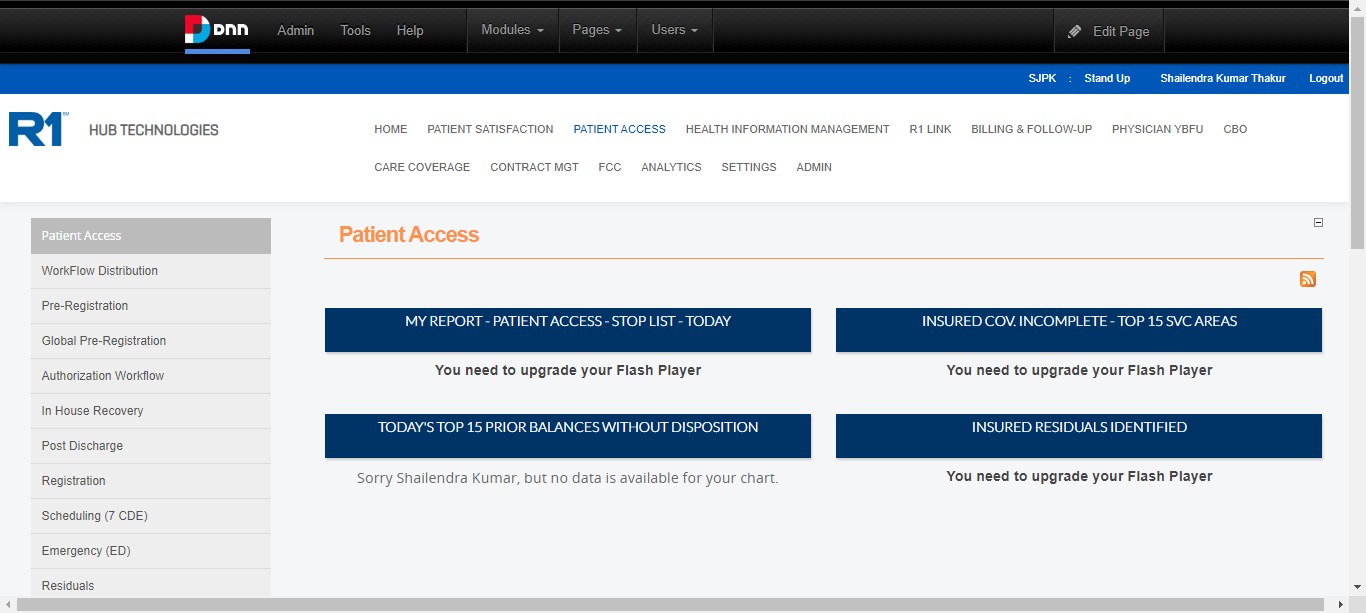 DNN Admin Tools Help Modules Pages Users Edit Page
SJPK : Stand Up Shailendra Kumar Thakur Logout
R1 SM HUB TECHNOLOGIES
HOME PATIENT SATISFACTION PATIENT ACCESS HEALTH INFORMATION MANAGEMENT R1 LINK BILLING & FOLLOW-UP PHYSICIAN YBFU CBO
CARE COVERAGE CONTRACT MGT FCC ANALYTICS SETTINGS ADMIN
Patient Access
WorkFlow Distribution
Pre-Registration
Global Pre-Registration
Authorization Workflow
In House Recovery
Post Discharge
Registration
Scheduling (7 CDE)
Emergency (ED)
Residuals
Patient Access
MY REPORT - PATIENT ACCESS - STOP LIST - TODAY
You need to upgrade your Flash Player
INSURED COV. INCOMPLETE - TOP 15 SVC AREAS
You need to upgrade your Flash Player
TODAY'S TOP 15 PRIOR BALANCES WITHOUT DISPOSITION
Sorry Shailendra Kumar, but no data is available for your chart.
INSURED RESIDUALS IDENTIFIED
You need to upgrade your Flash Player